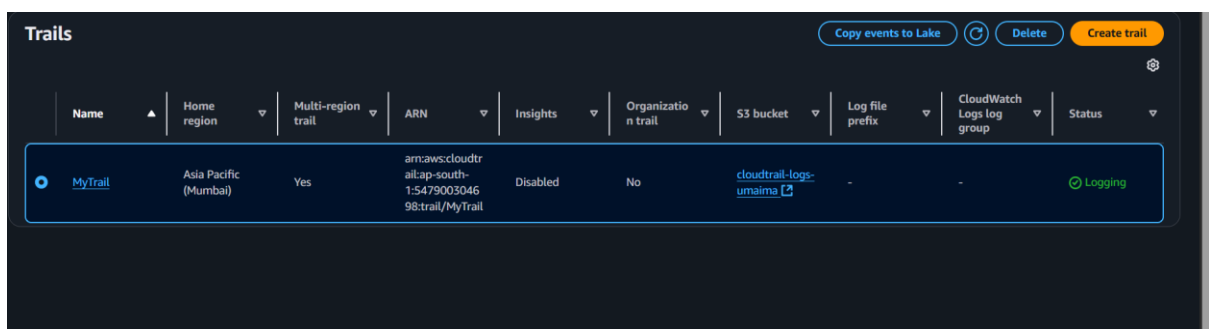 Trails
Copy events to Lake
Delete
Create trail
Name
Home
region
Multi-region
trail
ARN
Insights
Organizatio
n trail
S3 bucket
Log file
prefix
CloudWatch
Logs log
group
Status
MyTrail
Asia Pacific
(Mumbai)
Yes
arn:aws:cloudtr
ail:ap-south-
1:5479003046
98:trail/MyTrail
Disabled
No
cloudtrail-logs-
umaima
-
-
Logging